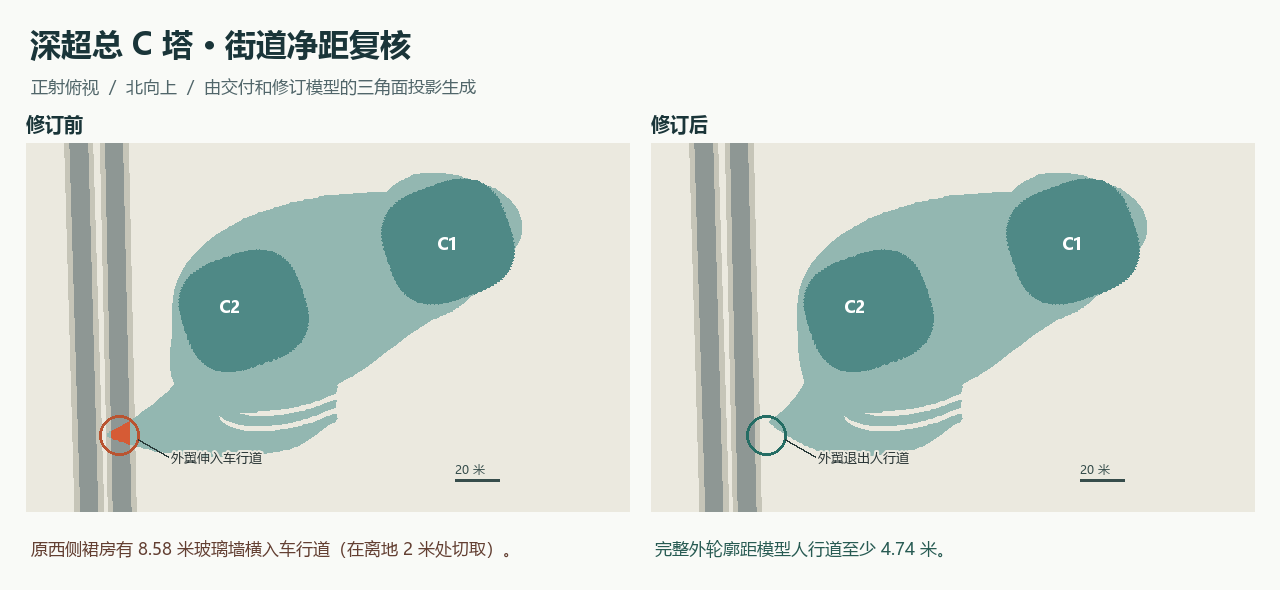 深超总 C 塔 · 街道净距复核
正射俯视 / 北向上 / 由交付和修订模型的三角面投影生成
修订前
修订后
C1
C2
外翼伸入车行道
20 米
C1
C2
外翼退出人行道
20 米
原西侧裙房有 8.58 米玻璃墙横入车行道（在离地 2 米处切取）。
完整外轮廓距模型人行道至少 4.74 米。